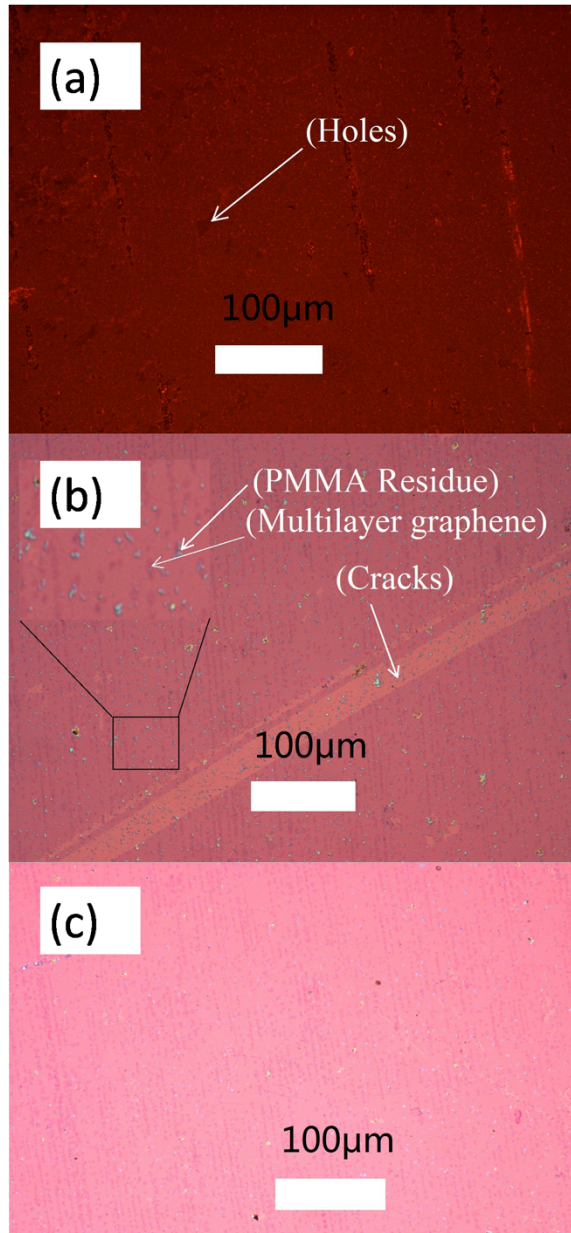 (a)
(Holes)
100μm
(b)
(PMMA Residue)
(Multilayer graphene)
(Cracks)
100μm
(c)
100μm